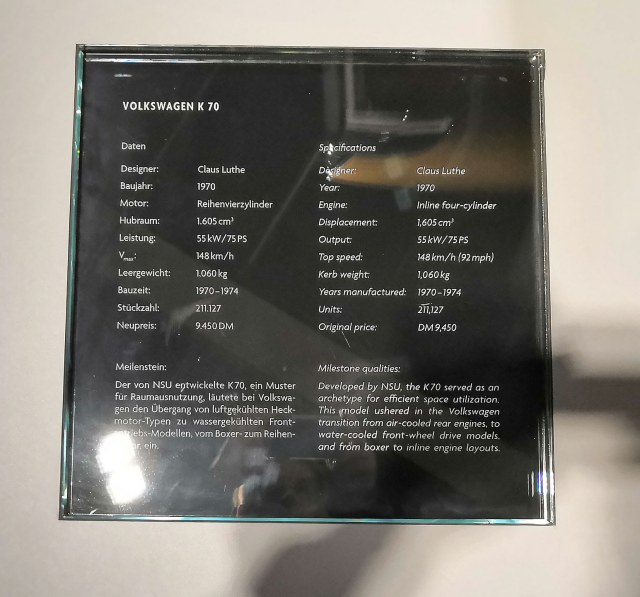 VOLKSWAGEN K 70
Daten
Designer: Claus Luthe
Baujahr: 1970
Motor: Reihenvierzylinder
Hubraum: 1.605 cm³
Leistung: 55 kW/75 PS
Vmax: 148 km/h
Leergewicht: 1.060 kg
Bauzeit: 1970–1974
Stückzahl: 211.127
Neupreis: 9.450 DM
Meilenstein:
Der von NSU entwickelte K 70, ein Muster
für Raumausnutzung, läutete bei Volkswa-
gen den Übergang von luftgekühlten Heck-
motor-Typen zu wassergekühlten Front-
triebs-Modellen, vom Boxer- zum Reihen-
ein.
Specifications
Designer: Claus Luthe
Year: 1970
Engine: Inline four-cylinder
Displacement: 1,605 cm³
Output: 55 kW/75 PS
Top speed: 148 km/h (92 mph)
Kerb weight: 1,060 kg
Years manufactured: 1970–1974
Units: 211,127
Original price: DM 9,450
Milestone qualities:
Developed by NSU, the K70 served as an
archetype for efficient space utilization.
This model ushered in the Volkswagen
transition from air-cooled rear engines, to
water-cooled front-wheel drive models,
and from boxer to inline engine layouts.